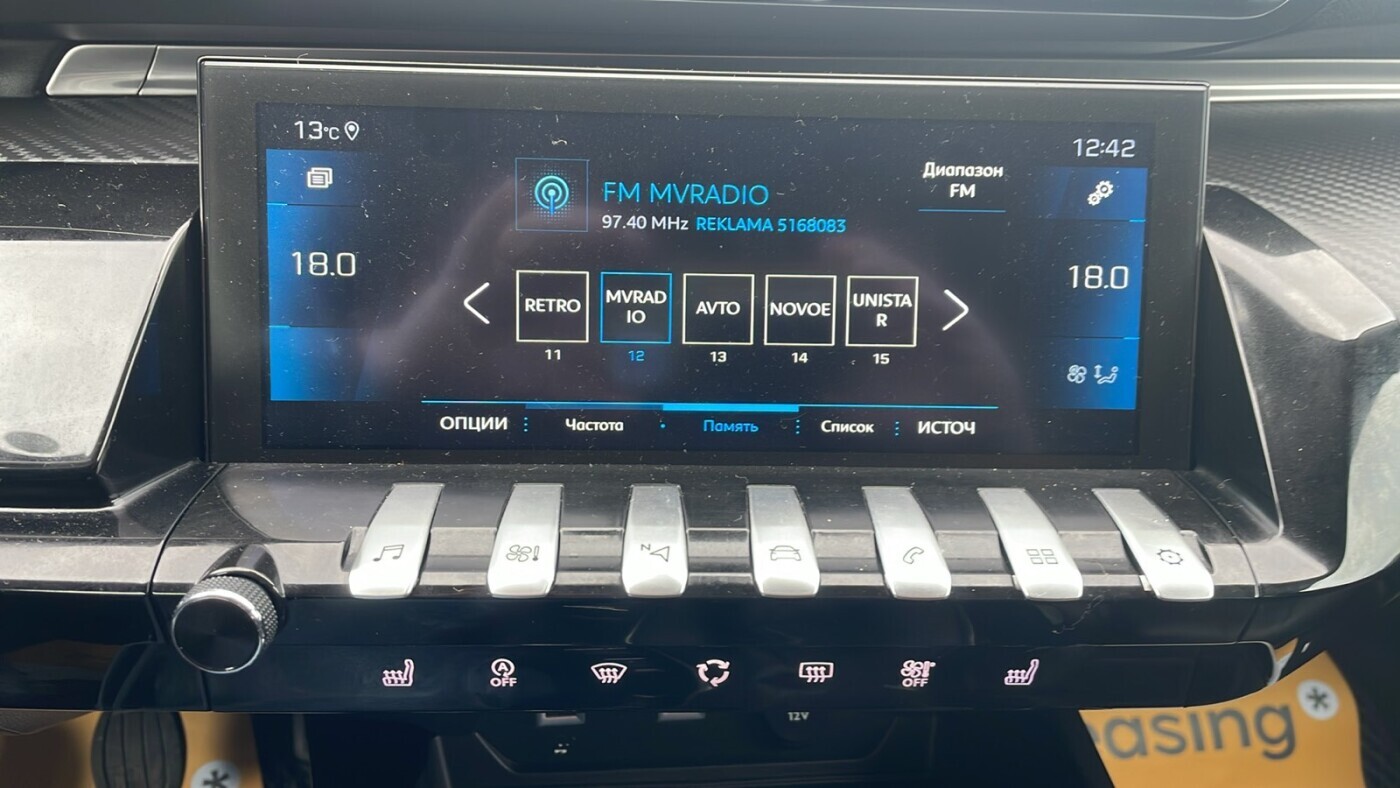 13°C
12:42
Диапазон
FM
FM MVRADIO
97.40 MHz REKLAMA 5168083
18.0
18.0
RETRO
MVRAD
IO
AVTO
NOVOE
UNISTA
R
11
12
13
14
15
ОПЦИИ
Частота
Память
Список
ИСТОЧ
N
A
OFF
OFF
12V
easing